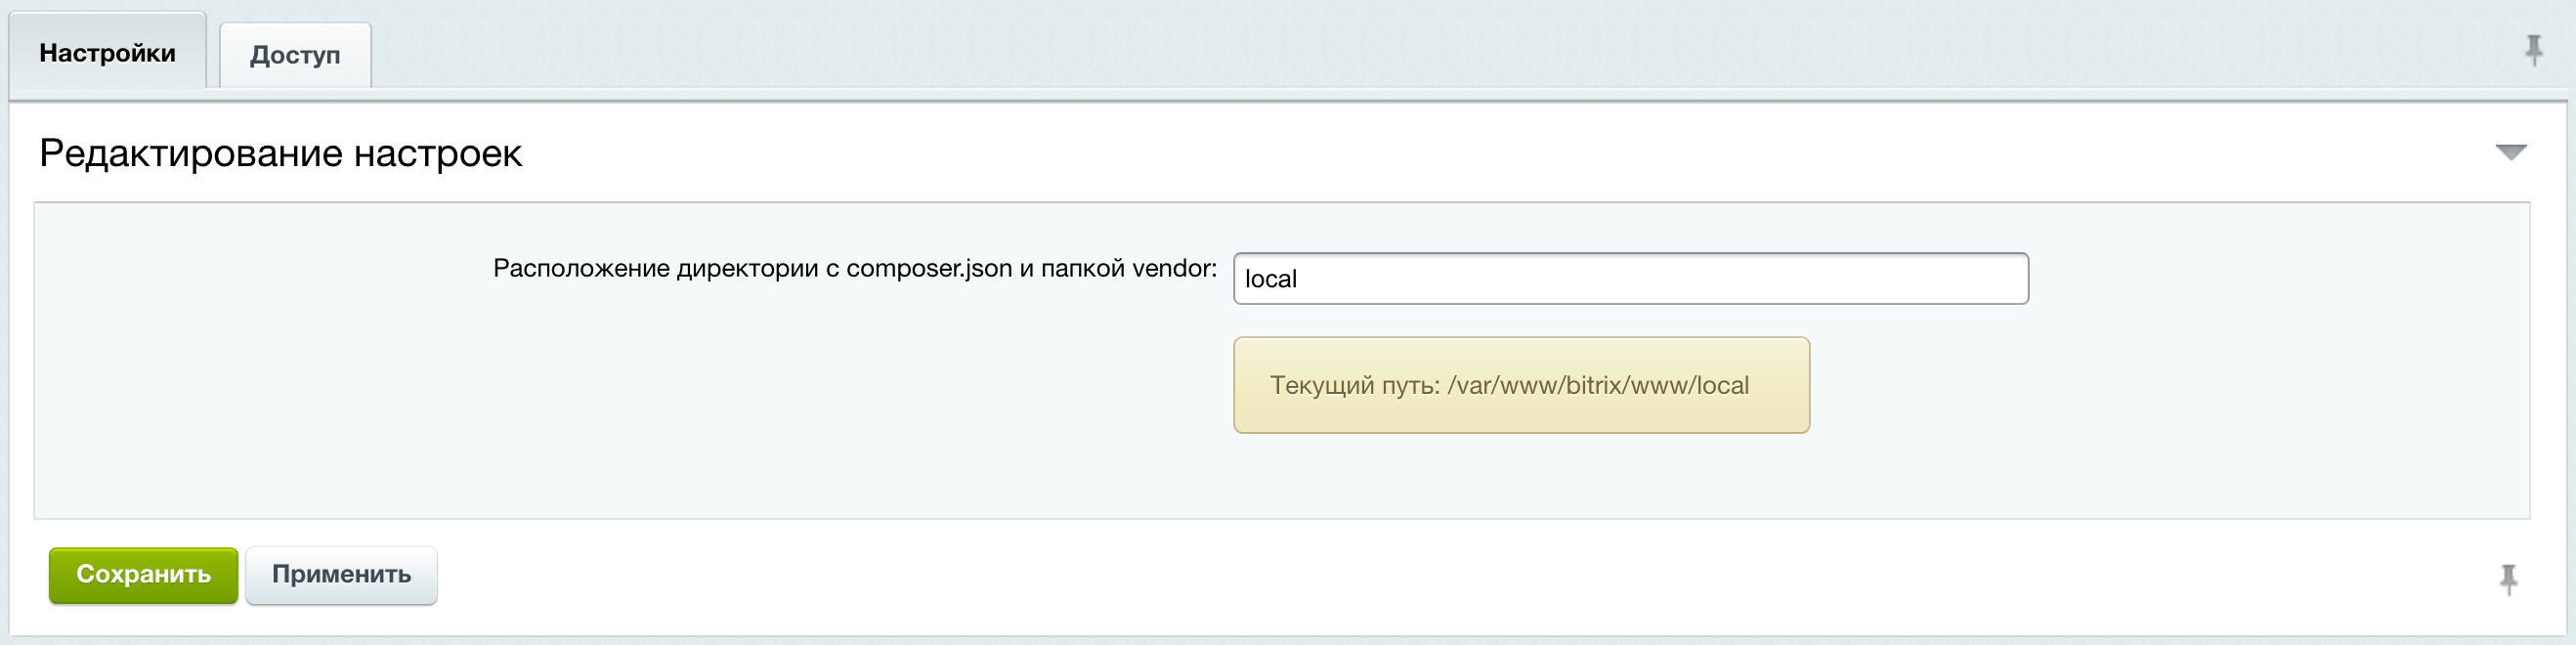 Настройки
Доступ
Редактирование настроек
Расположение директории с composer.json и папкой vendor:
local
Текущий путь: /var/www/bitrix/www/local
Сохранить
Применить